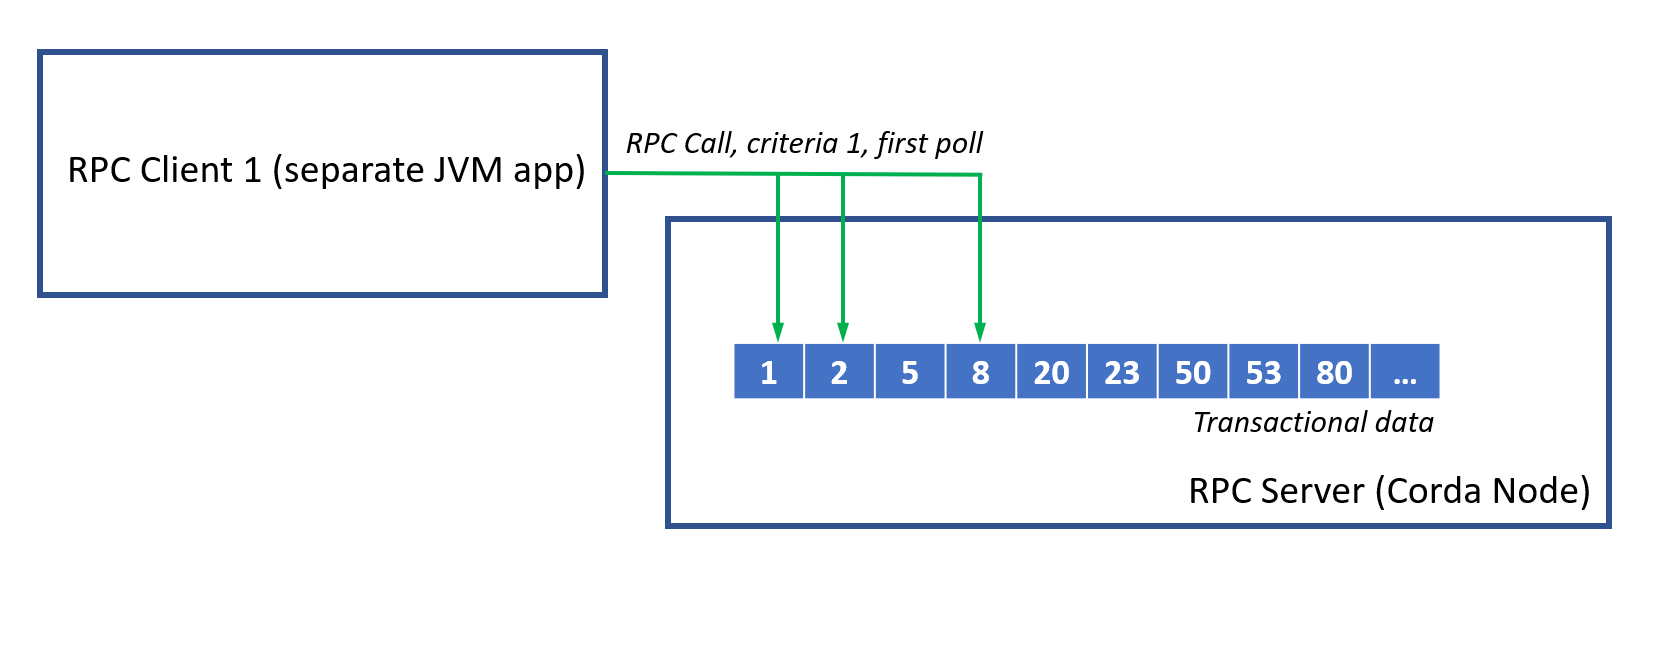 RPC Call, criteria 1, first poll
RPC Client 1 (separate JVM app)
1 2 5 8 20 23 50 53 80 ...
Transactional data
RPC Server (Corda Node)